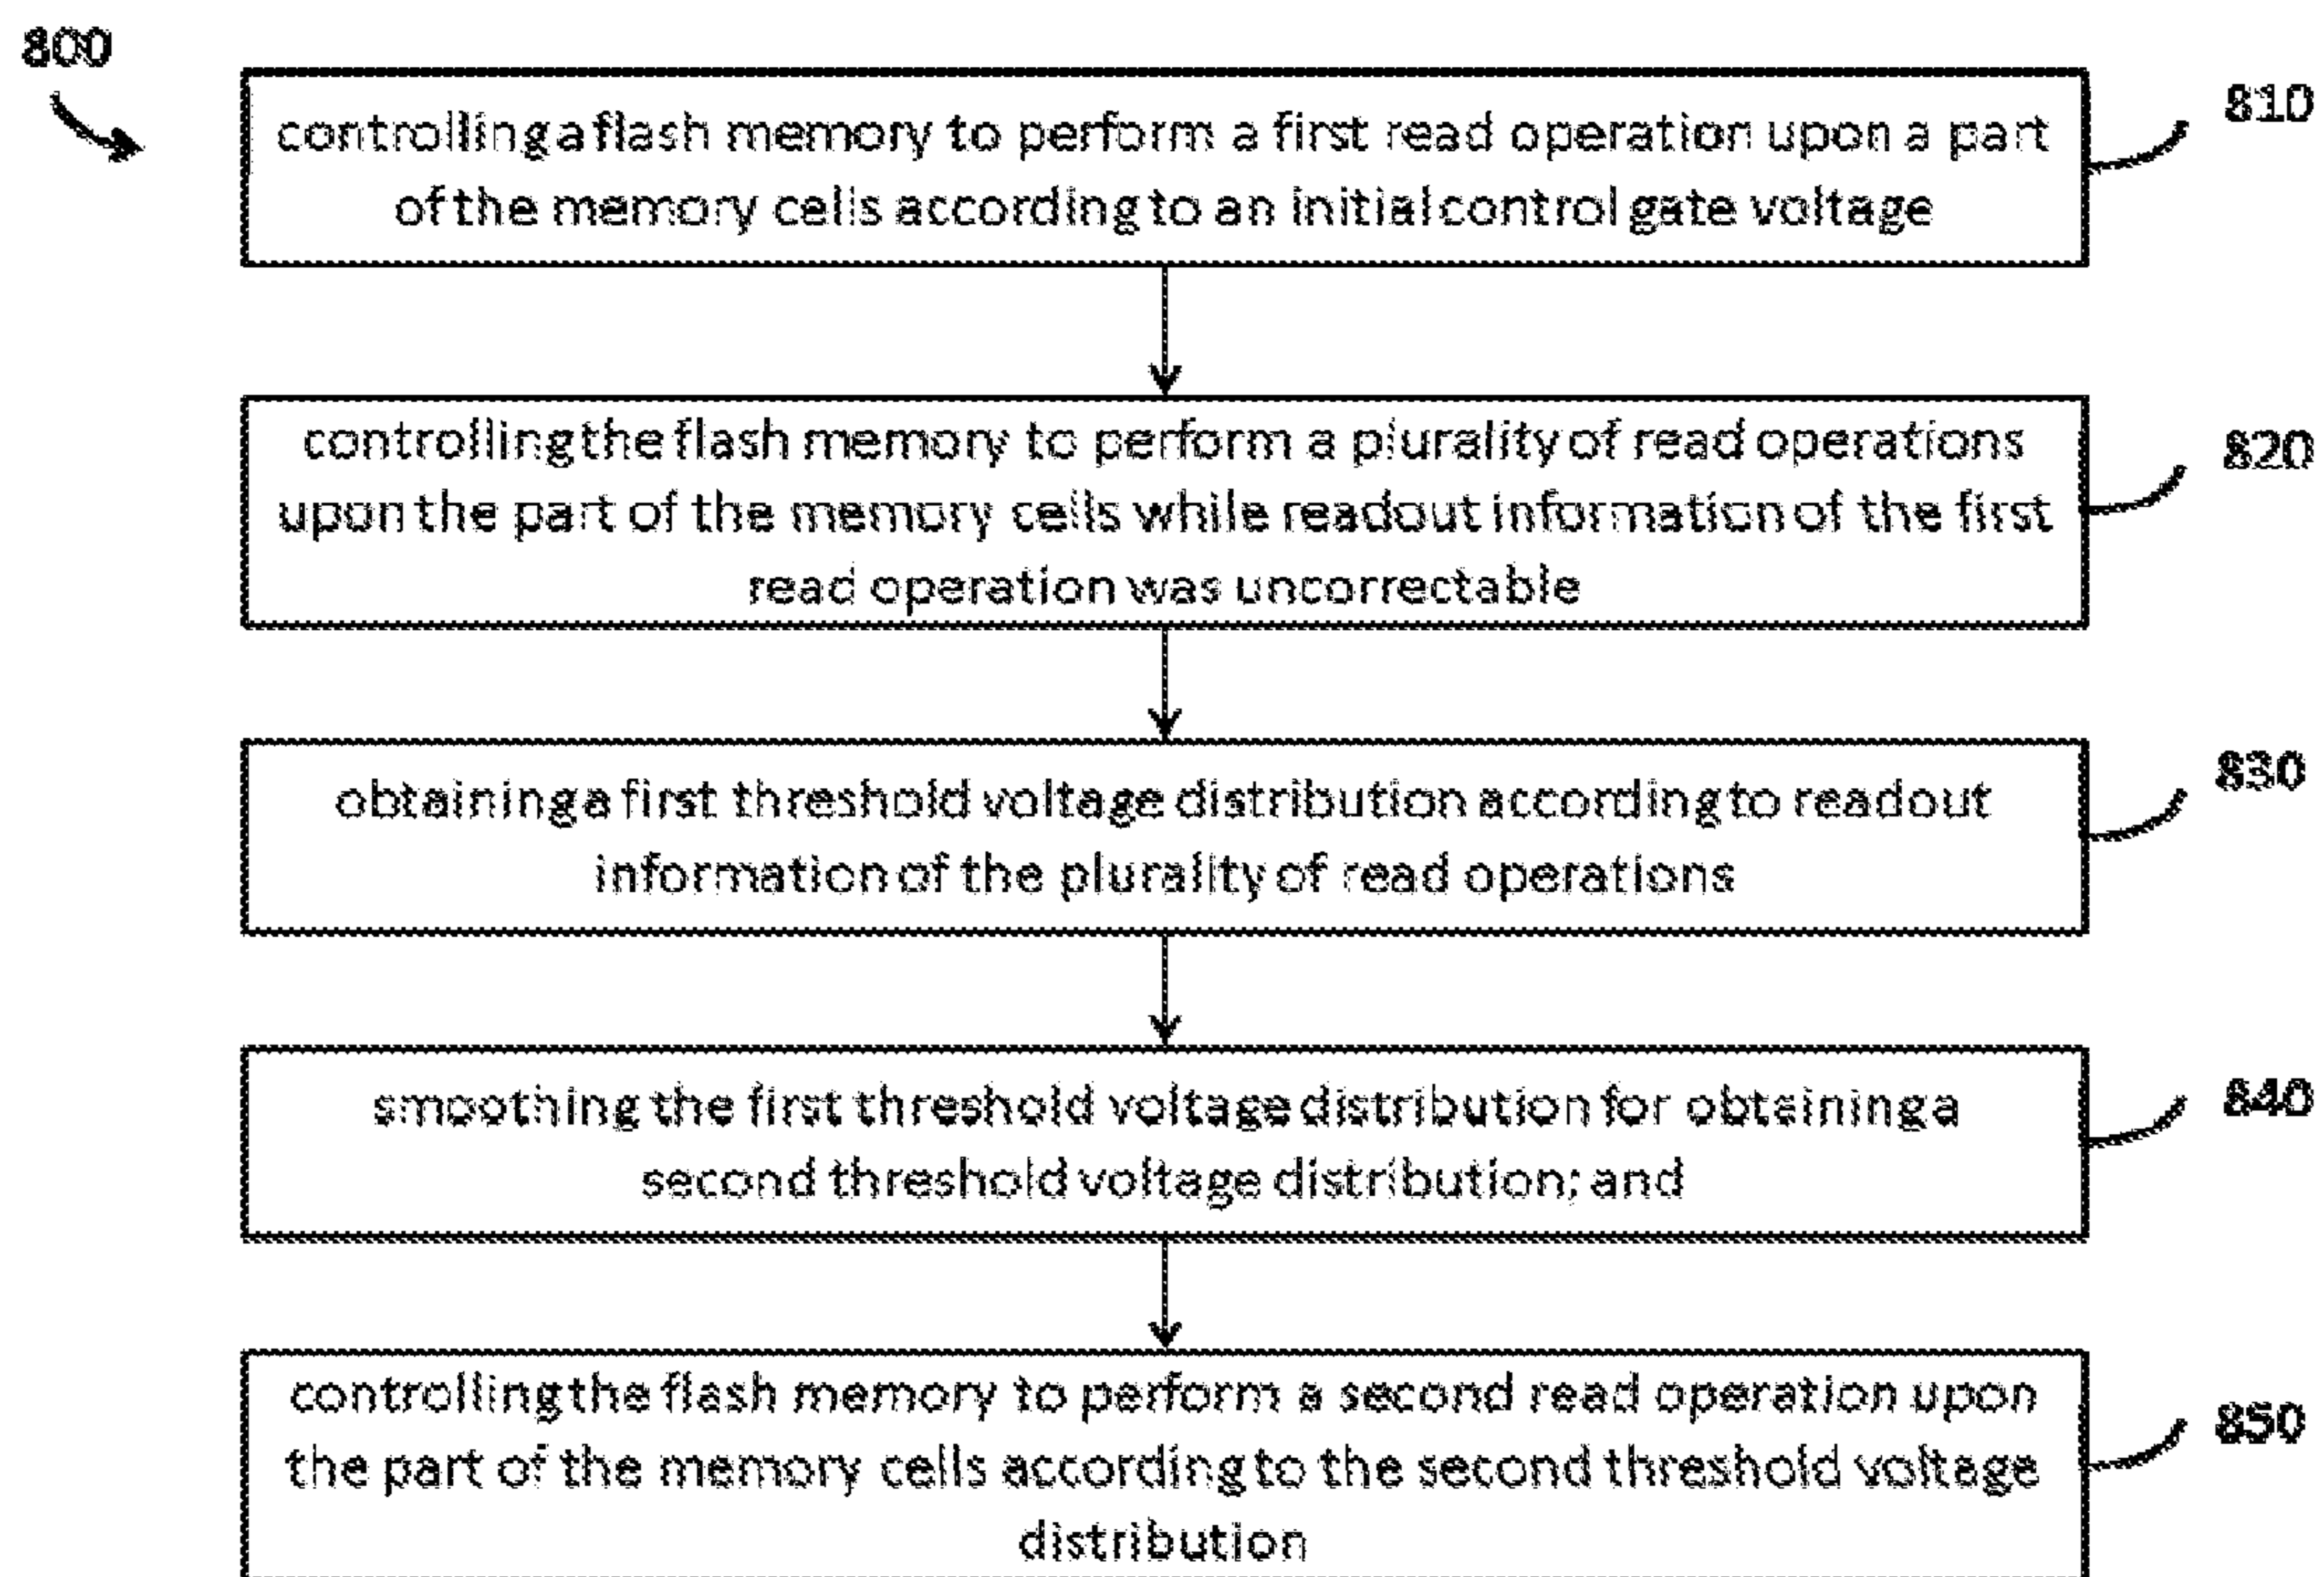 800
controlling a flash memory to perform a first read operation upon a part
of the memory cells according to an initial control gate voltage
810
controlling the flash memory to perform a plurality of read operations
upon the part of the memory cells while readout information of the first
read operation was uncorrectable
820
obtaining a first threshold voltage distribution according to readout
information of the plurality of read operations
830
smoothing the first threshold voltage distribution for obtaining a
second threshold voltage distribution; and
840
controlling the flash memory to perform a second read operation upon
the part of the memory cells according to the second threshold voltage
distribution
850